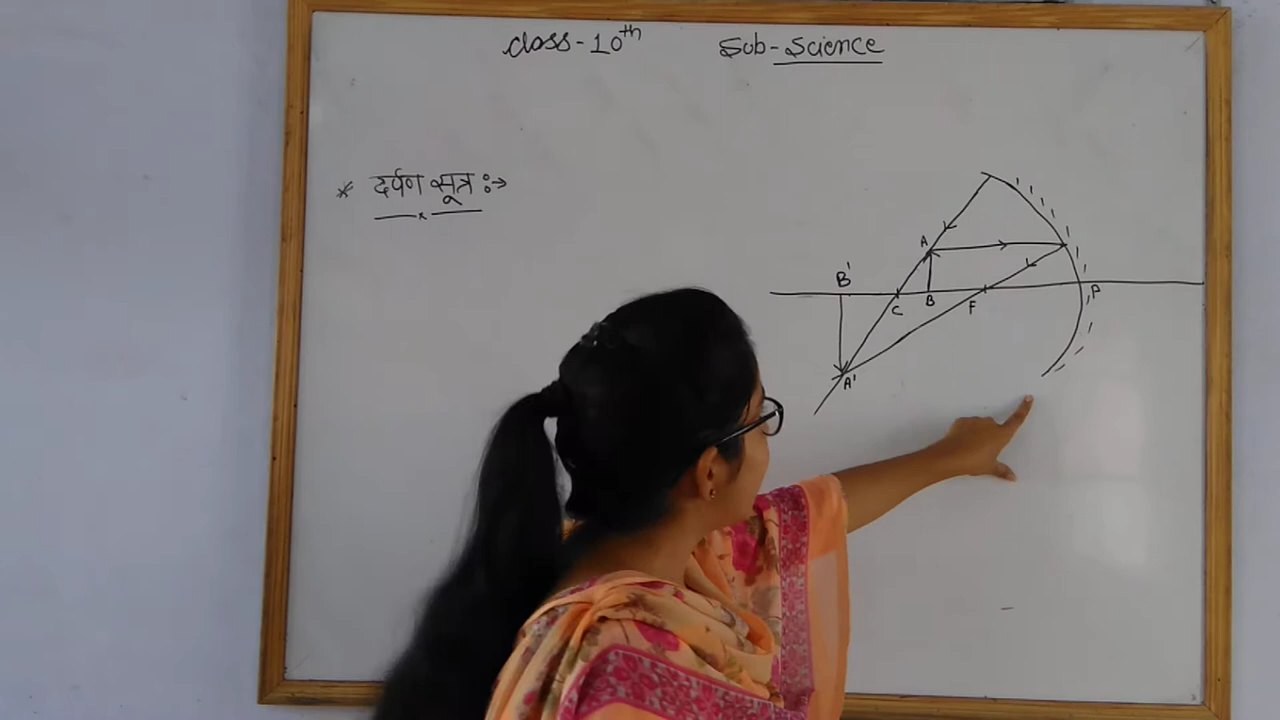 class-10th Sub-Science
* दर्पण सूत्र :→
A
B'
C B F P
A'